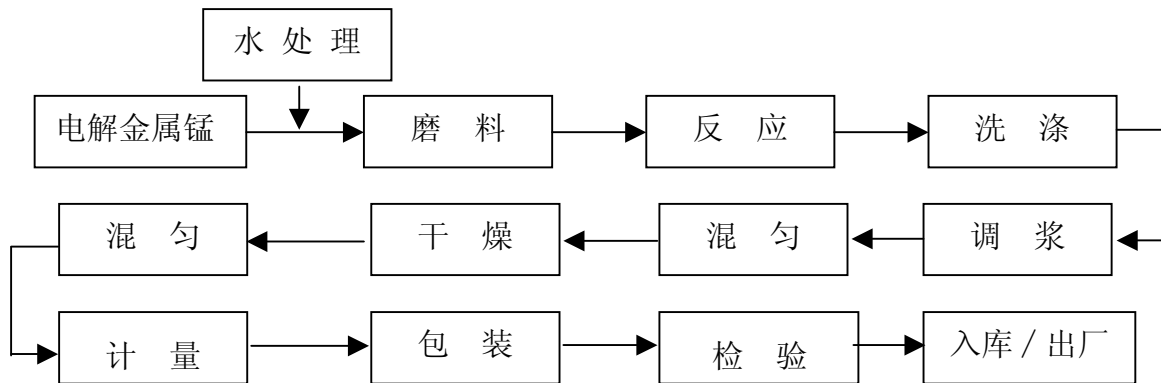 水 处 理
电解金属锰
磨 料
反 应
洗 涤
调 浆
混 匀
干 燥
混 匀
计 量
包 装
检 验
入库 / 出厂